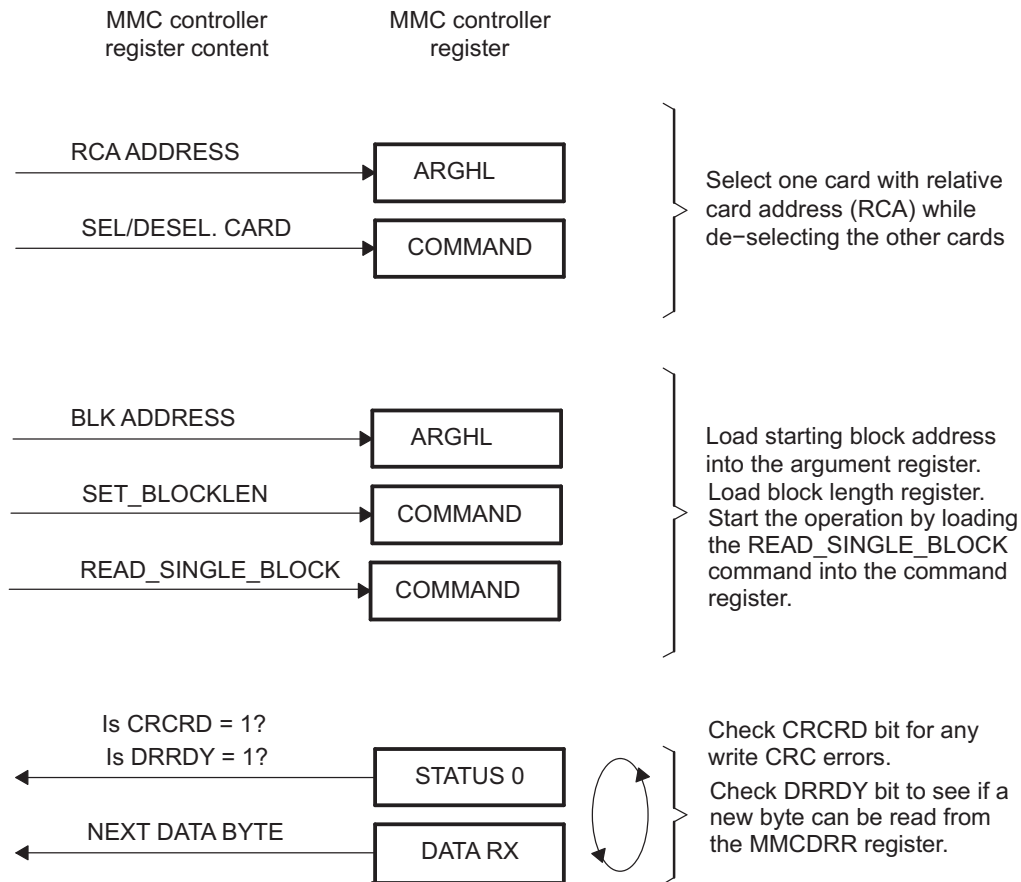 MMC controller
register content
MMC controller
register
RCA ADDRESS
ARGHL
SEL/DESEL. CARD
COMMAND
Select one card with relative
card address (RCA) while
de−selecting the other cards
BLK ADDRESS
ARGHL
SET_BLOCKLEN
COMMAND
READ_SINGLE_BLOCK
COMMAND
Load starting block address
into the argument register.
Load block length register.
Start the operation by loading
the READ_SINGLE_BLOCK
command into the command
register.
Is CRCRD = 1?
Is DRRDY = 1?
STATUS 0
NEXT DATA BYTE
DATA RX
Check CRCRD bit for any
write CRC errors.
Check DRRDY bit to see if a
new byte can be read from
the MMCDRR register.